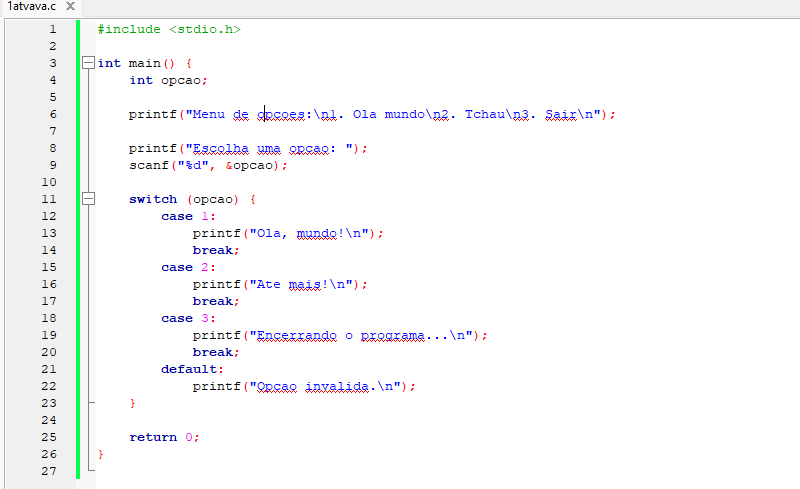 1atvava.c X
1 #include <stdio.h>
2
3 int main() {
4 int opcao;
5
6 printf("Menu de opcoes:\n1. Ola mundo\n2. Tchau\n3. Sair\n");
7
8 printf("Escolha uma opcao: ");
9 scanf("%d", &opcao);
10
11 switch (opcao) {
12 case 1:
13 printf("Ola, mundo!\n");
14 break;
15 case 2:
16 printf("Ate mais!\n");
17 break;
18 case 3:
19 printf("Encerrando o programa...\n");
20 break;
21 default:
22 printf("Opcao invalida.\n");
23 }
24
25 return 0;
26 }
27